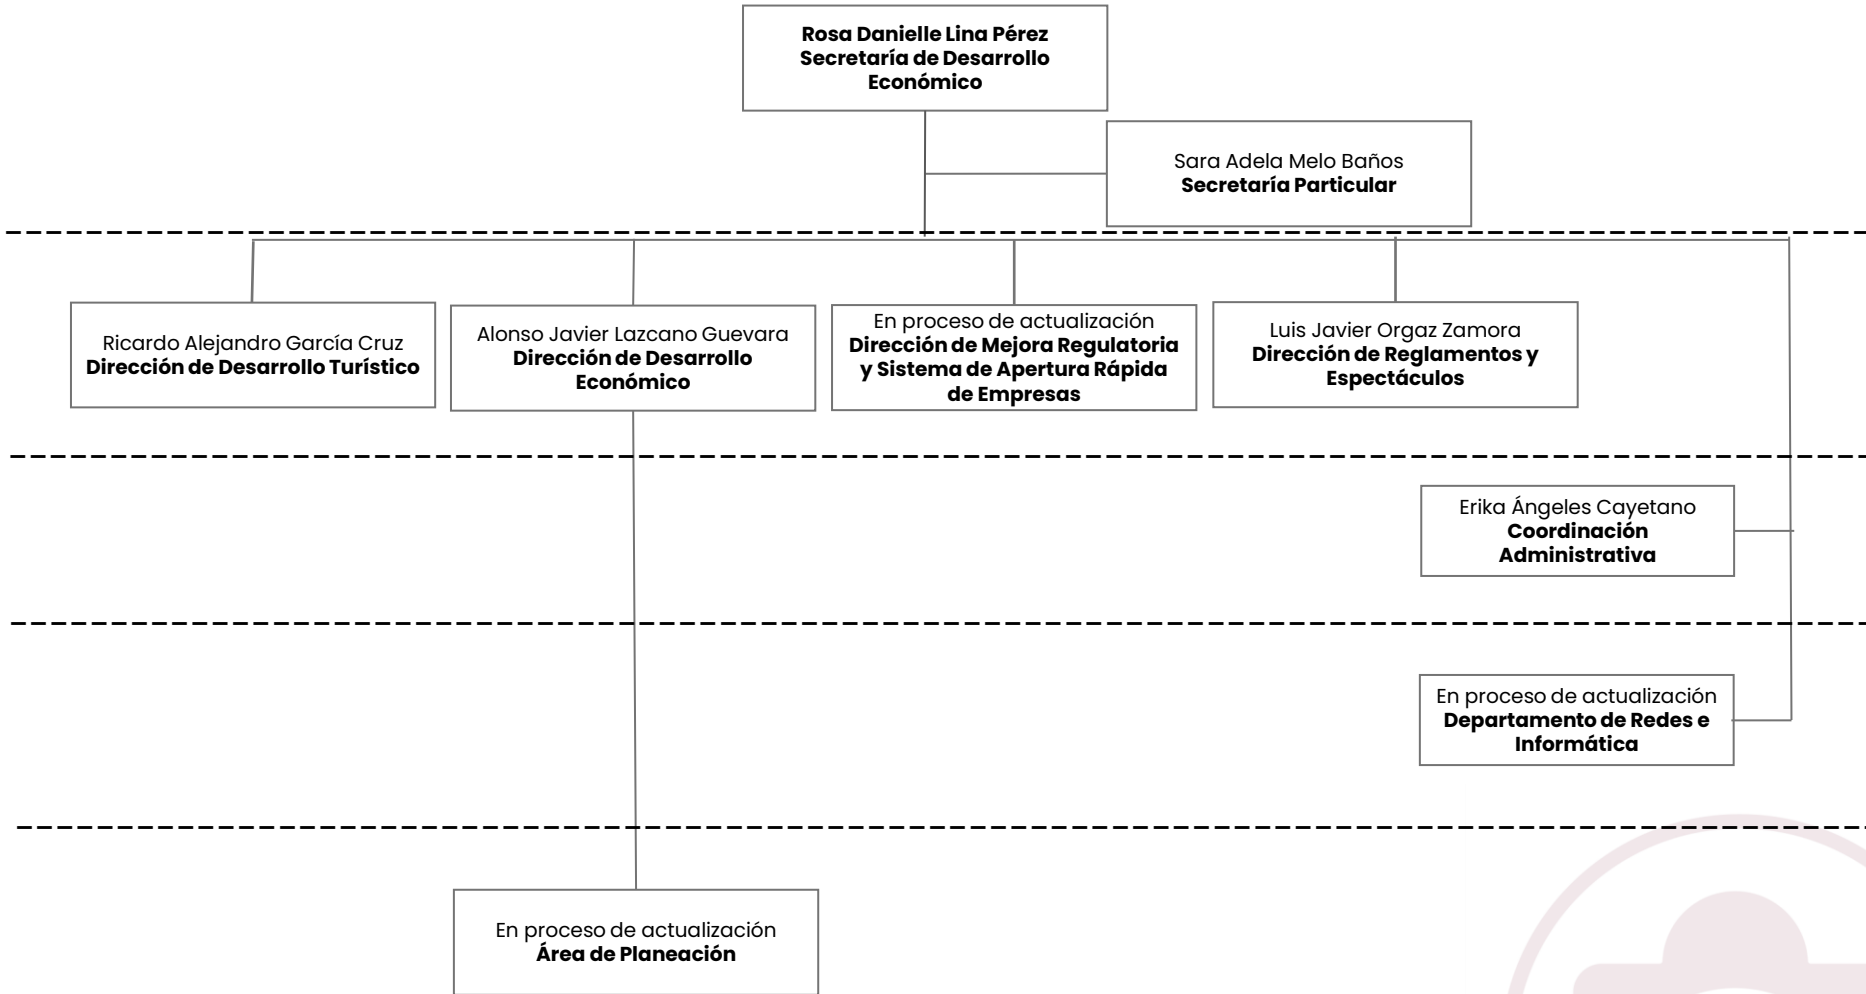 Rosa Danielle Lina Pérez
Secretaría de Desarrollo
Económico
Sara Adela Melo Baños
Secretaría Particular
Ricardo Alejandro García Cruz
Dirección de Desarrollo Turístico
Alonso Javier Lazcano Guevara
Dirección de Desarrollo
Económico
En proceso de actualización
Dirección de Mejora Regulatoria
y Sistema de Apertura Rápida
de Empresas
Luis Javier Orgaz Zamora
Dirección de Reglamentos y
Espectáculos
Erika Ángeles Cayetano
Coordinación
Administrativa
En proceso de actualización
Departamento de Redes e
Informática
En proceso de actualización
Área de Planeación